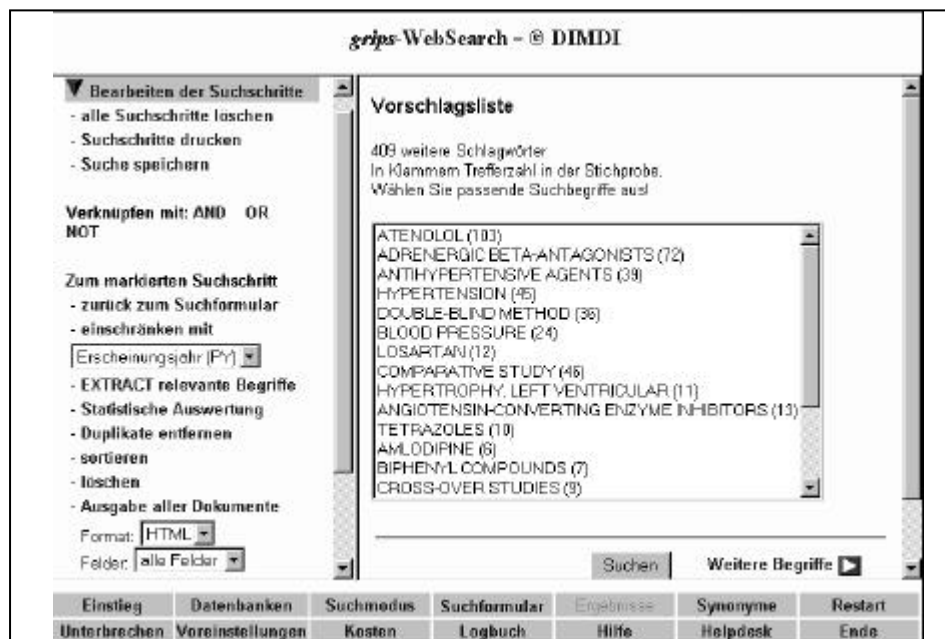 grips-WebSearch - © DIMDI
▼ Bearbeiten der Suchschritte
- alle Suchschritte löschen
- Suchschritte drucken
- Suche speichern
Verknüpfen mit: AND OR
NOT
Zum markierten Suchschritt
- zurück zum Suchformular
- einschränken mit
Erscheinungsjahr (PY)
- EXTRACT relevante Begriffe
- Statistische Auswertung
- Duplikate entfernen
- sortieren
- löschen
- Ausgabe aller Dokumente
Format: HTML
Felder: alle Felder
Vorschlagsliste
409 weitere Schlagwörter
In Klammern Trefferzahl in der Stichprobe.
Wählen Sie passende Suchbegriffe aus!
ATENOLOL (103)
ADRENERGIC BETA-ANTAGONISTS (72)
ANTIHYPERTENSIVE AGENTS (39)
HYPERTENSION (45)
DOUBLE-BLIND METHOD (36)
BLOOD PRESSURE (24)
LOSARTAN (12)
COMPARATIVE STUDY (46)
HYPERTROPHY, LEFT VENTRICULAR (11)
ANGIOTENSIN-CONVERTING ENZYME INHIBITORS (13)
TETRAZOLES (10)
AMLODIPINE (6)
BIPHENYL COMPOUNDS (7)
CROSS-OVER STUDIES (9)
Suchen Weitere Begriffe
Einstieg Datenbanken Suchmodus Suchformular Ergebnisse Synonyme Restart
Unterbrechen Voreinstellungen Kosten Logbuch Hilfe Helpdesk Ende